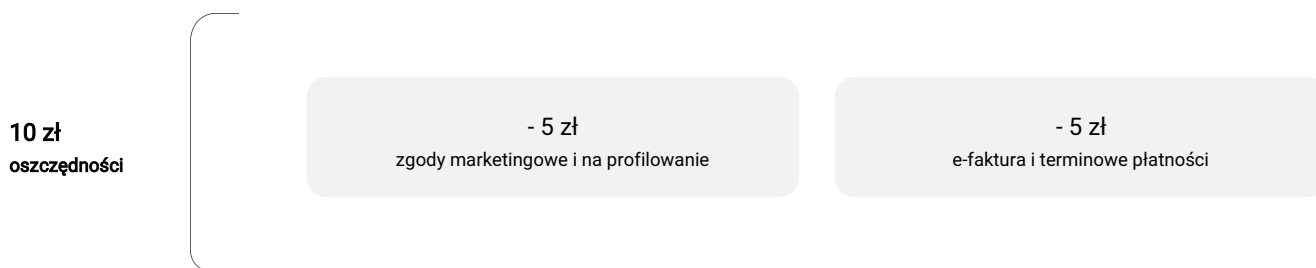 10 zł
oszczędności
- 5 zł
zgody marketingowe i na profilowanie
- 5 zł
e-faktura i terminowe płatności